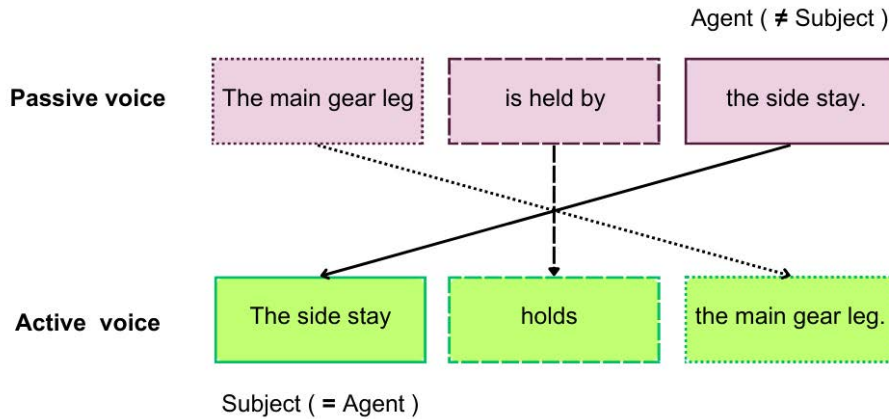 Agent ( ≠ Subject )
Passive voice The main gear leg is held by the side stay.
Active voice The side stay holds the main gear leg.
Subject ( = Agent )